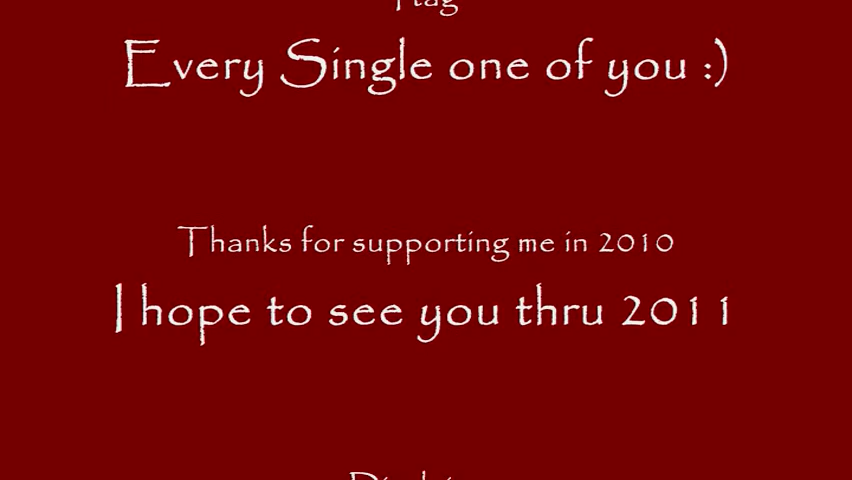 Every Single one of you :)
Thanks for supporting me in 2010
I hope to see you thru 2011